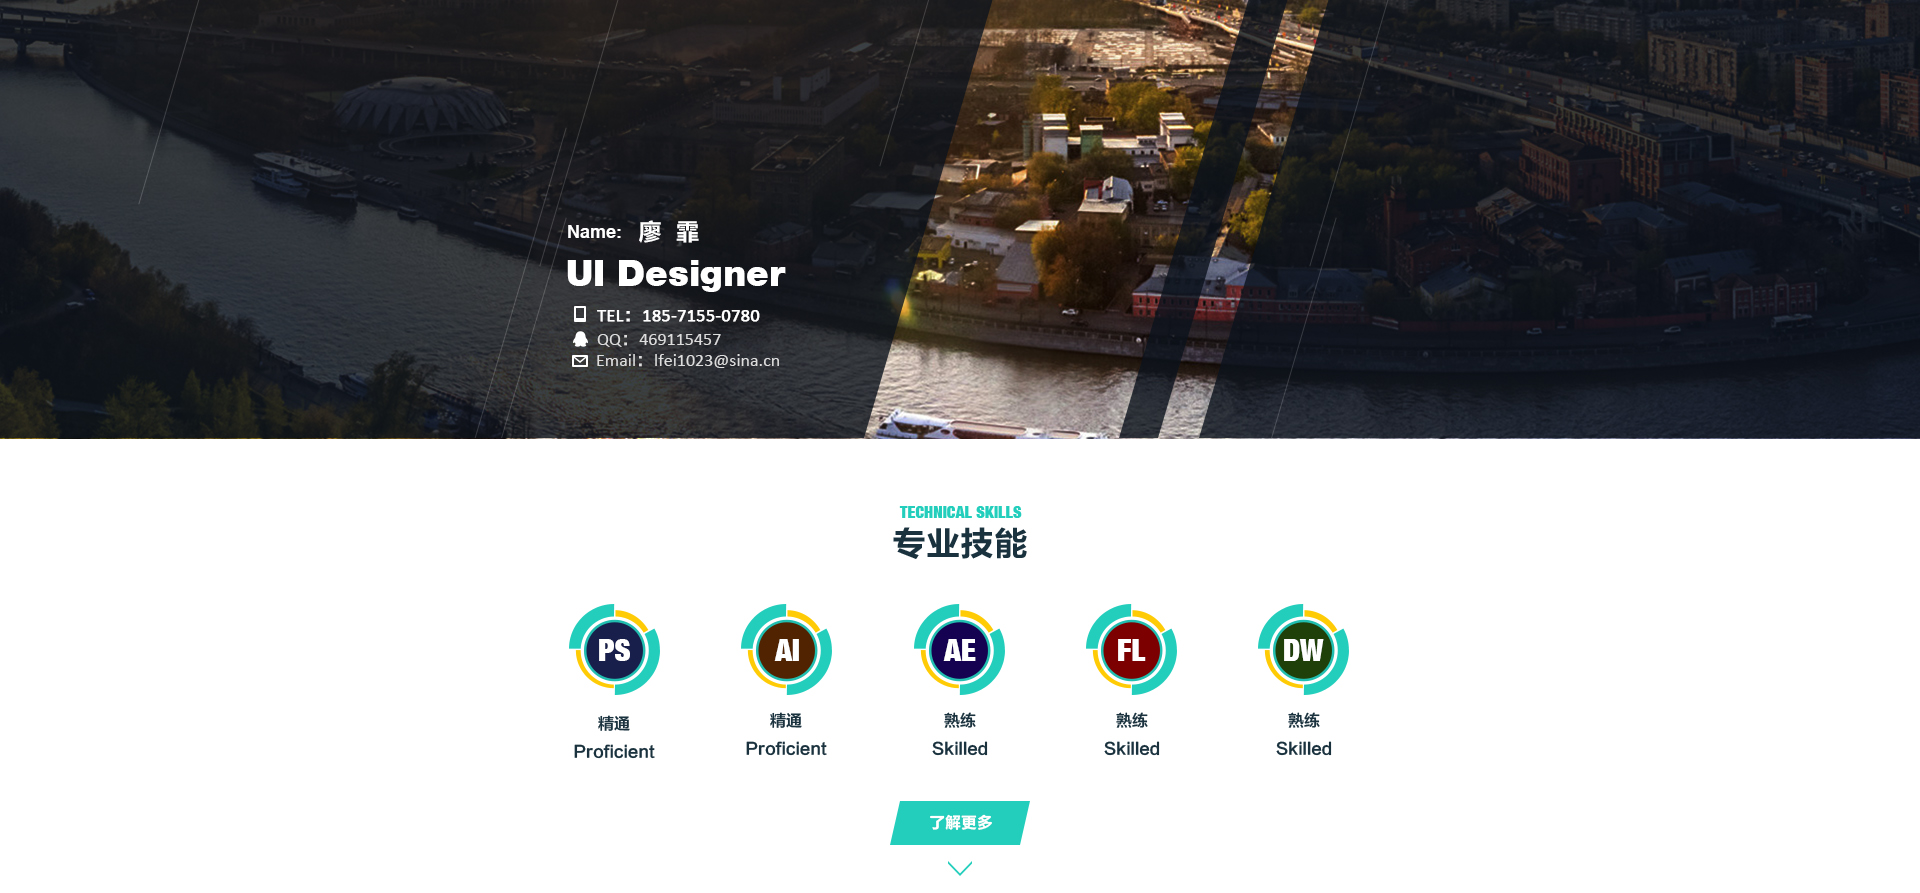 Name: 廖 霏
UI Designer
TEL：185-7155-0780
QQ：469115457
Email：lfei1023@sina.cn
TECHNICAL SKILLS
专业技能
PS AI AE FL DW
精通 精通 熟练 熟练 熟练
Proficient Proficient Skilled Skilled Skilled
了解更多